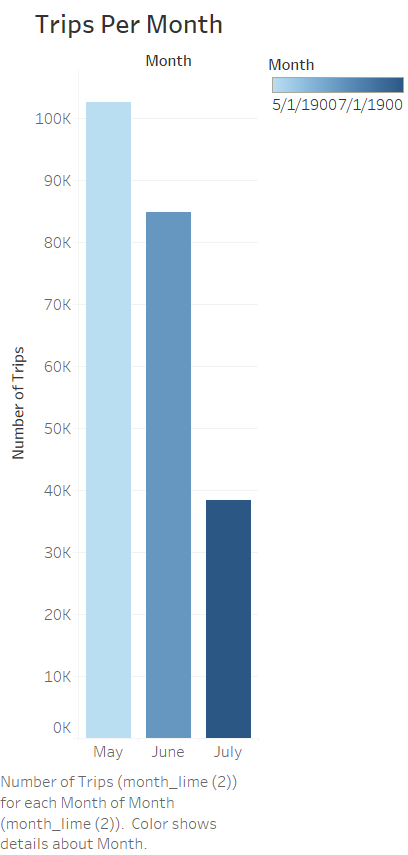 Trips Per Month
Month
Month
5/1/1900 7/1/1900
100K
90K
80K
70K
60K
50K
40K
30K
20K
10K
0K
Number of Trips
May June July
Number of Trips (month_lime (2))
for each Month of Month
(month_lime (2)). Color shows
details about Month.